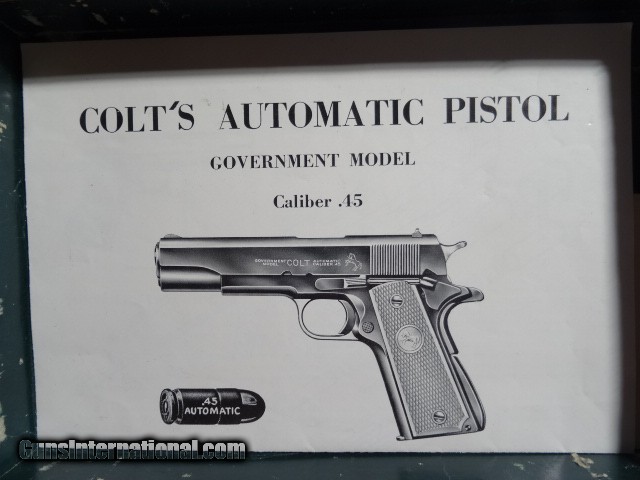 COLT'S AUTOMATIC PISTOL
GOVERNMENT MODEL
Caliber .45
GOVERNMENT MODEL COLT AUTOMATIC CALIBER .45
.45
AUTOMATIC
GunsInternational.com